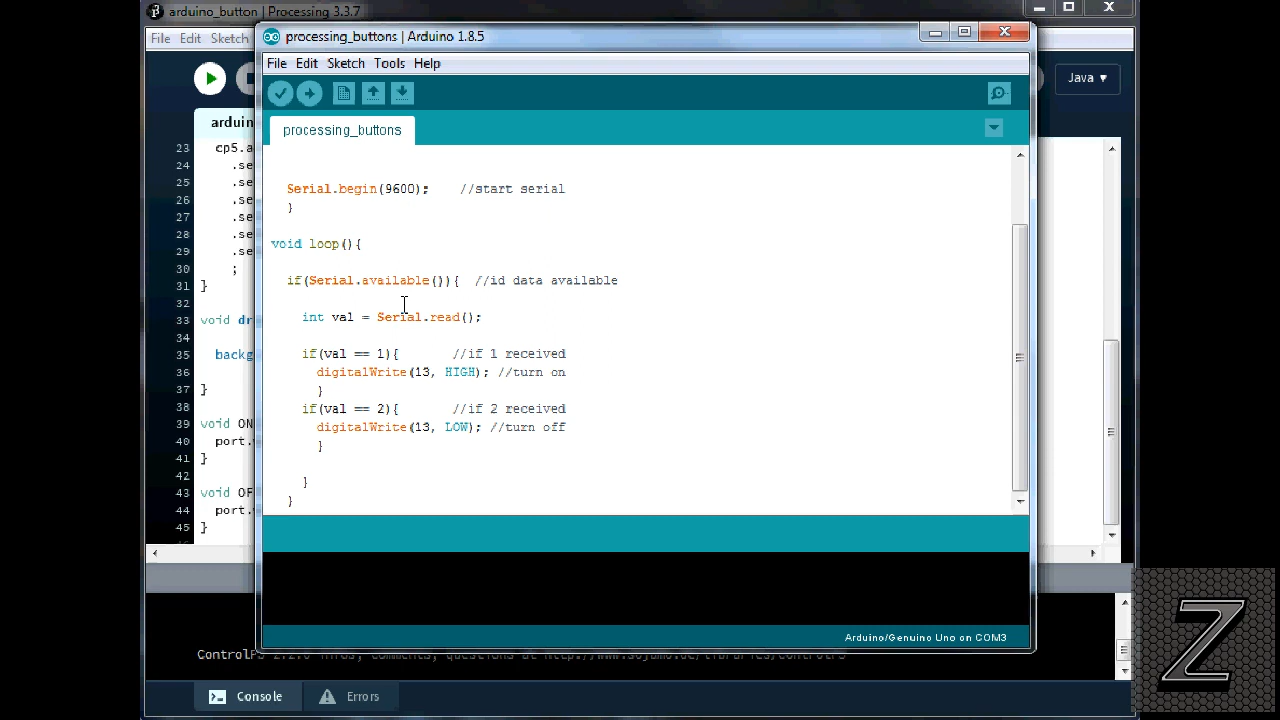 arduino_button | Processing 3.3.7
File Edit Sketch
Java ▾
arduin
processing_buttons | Arduino 1.8.5
File Edit Sketch Tools Help
processing_buttons
23 cp5.a
24 .se
25 .se
26 .se
27 .se
28 .se
29 .se
30 ;
31 }
32
33 void dr
34
35 backg
36
37 }
38
39 void ON
40 port.
41 }
42
43 void OF
44 port.
45 }
Serial.begin(9600); //start serial
}
void loop(){
if(Serial.available()){ //id data available
int val = Serial.read();
if(val == 1){ //if 1 received
digitalWrite(13, HIGH); //turn on
}
if(val == 2){ //if 2 received
digitalWrite(13, LOW); //turn off
}
}
}
Arduino/Genuino Uno on COM3
Console
Errors
Z